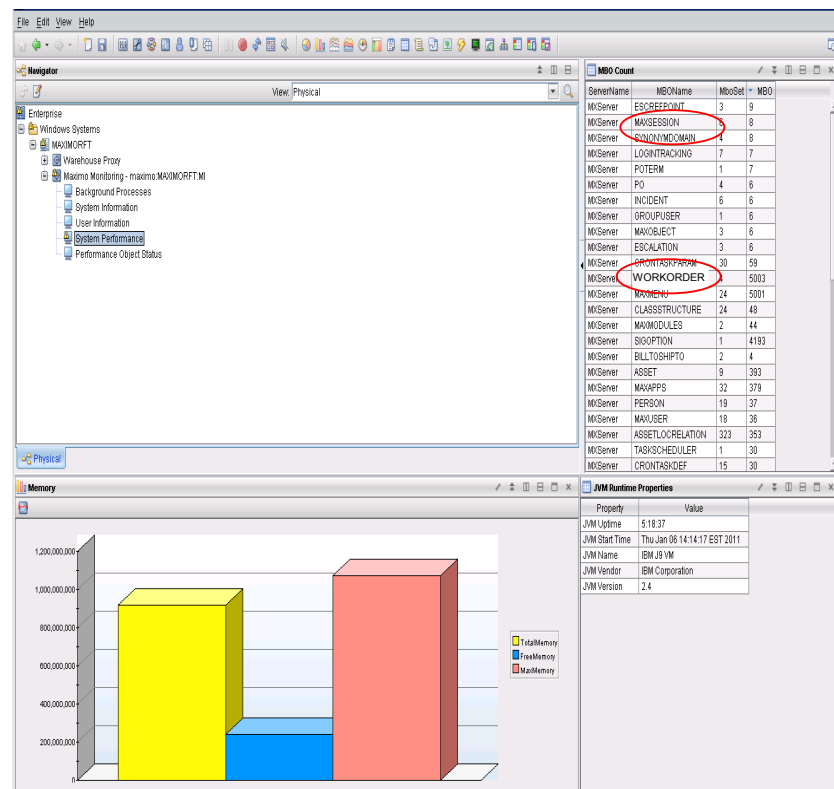 File Edit View Help
Navigator
View: Physical
Enterprise
Windows Systems
MAXIMORFT
Warehouse Proxy
Maximo Monitoring - maximo:MAXIMORFT:MI
Background Processes
System Information
User Information
System Performance
Performance Object Status
Physical
MBO Count
ServerName MBOName MboSet MBO
MXServer ESCREFPOINT 3 9
MXServer MAXSESSION 6 8
MXServer SYNONYMDOMAIN 4 8
MXServer LOGINTRACKING 7 7
MXServer POTERM 1 7
MXServer PO 4 6
MXServer INCIDENT 6 6
MXServer GROUPUSER 1 6
MXServer MAXOBJECT 3 6
MXServer ESCALATION 3 6
MXServer CRONTASKPARAM 30 59
MXServer WORKORDER 4 5003
MXServer MAXMENU 24 5001
MXServer CLASSSTRUCTURE 24 48
MXServer MAXMODULES 2 44
MXServer SIGOPTION 1 4193
MXServer BILLTOSHIPTO 2 4
MXServer ASSET 9 393
MXServer MAXAPPS 32 379
MXServer PERSON 19 37
MXServer MAXUSER 18 36
MXServer ASSETLOCRELATION 323 353
MXServer TASKSCHEDULER 1 30
MXServer CRONTASKDEF 15 30
Memory
1,200,000,000
1,000,000,000
800,000,000
600,000,000
400,000,000
200,000,000
0
TotalMemory
FreeMemory
MaxMemory
JVM Runtime Properties
Property Value
JVM Uptime 5:18:37
JVM Start Time Thu Jan 06 14:14:17 EST 2011
JVM Name IBM J9 VM
JVM Vendor IBM Corporation
JVM Version 2.4